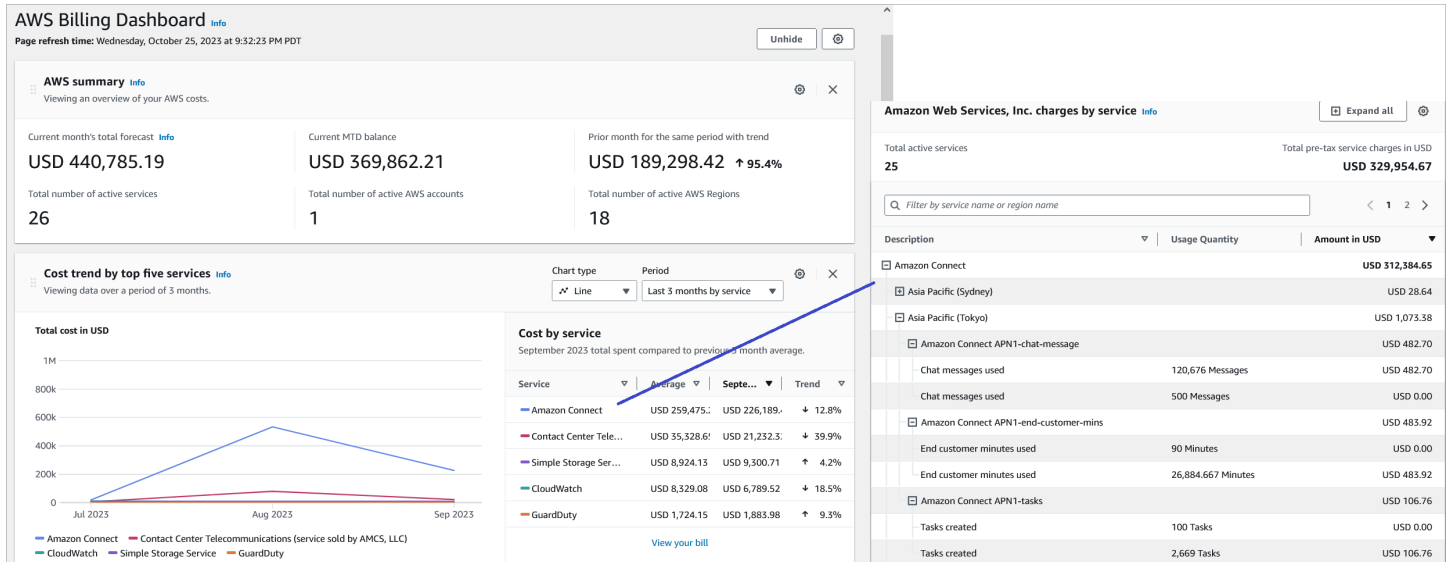 AWS Billing Dashboard Info
Page refresh time: Wednesday, October 25, 2023 at 9:32:23 PM PDT
Unhide
AWS summary Info
Viewing an overview of your AWS costs.
Current month's total forecast Info
USD 440,785.19
Current MTD balance
USD 369,862.21
Prior month for the same period with trend
USD 189,298.42 ↑ 95.4%
Total number of active services
26
Total number of active AWS accounts
1
Total number of active AWS Regions
18
Cost trend by top five services Info
Viewing data over a period of 3 months.
Chart type
Line
Period
Last 3 months by service
Total cost in USD
1M
800k
600k
400k
200k
0
Jul 2023 Aug 2023 Sep 2023
Amazon Connect Contact Center Telecommunications (service sold by AMCS, LLC)
CloudWatch Simple Storage Service GuardDuty
Cost by service
September 2023 total spent compared to previous 3 month average.
Service Average Septe... Trend
Amazon Connect USD 259,475. USD 226,189. ↓ 12.8%
Contact Center Tele... USD 35,328.6 USD 21,232.3 ↓ 39.9%
Simple Storage Ser... USD 8,924.13 USD 9,300.71 ↑ 4.2%
CloudWatch USD 8,329.08 USD 6,789.52 ↓ 18.5%
GuardDuty USD 1,724.15 USD 1,883.98 ↑ 9.3%
View your bill
Amazon Web Services, Inc. charges by service Info
Expand all
Total active services
25
Total pre-tax service charges in USD
USD 329,954.67
Filter by service name or region name
1 2
Description Usage Quantity Amount in USD
Amazon Connect USD 312,384.65
Asia Pacific (Sydney) USD 28.64
Asia Pacific (Tokyo) USD 1,073.38
Amazon Connect APN1-chat-message USD 482.70
Chat messages used 120,676 Messages USD 482.70
Chat messages used 500 Messages USD 0.00
Amazon Connect APN1-end-customer-mins USD 483.92
End customer minutes used 90 Minutes USD 0.00
End customer minutes used 26,884.667 Minutes USD 483.92
Amazon Connect APN1-tasks USD 106.76
Tasks created 100 Tasks USD 0.00
Tasks created 2,669 Tasks USD 106.76